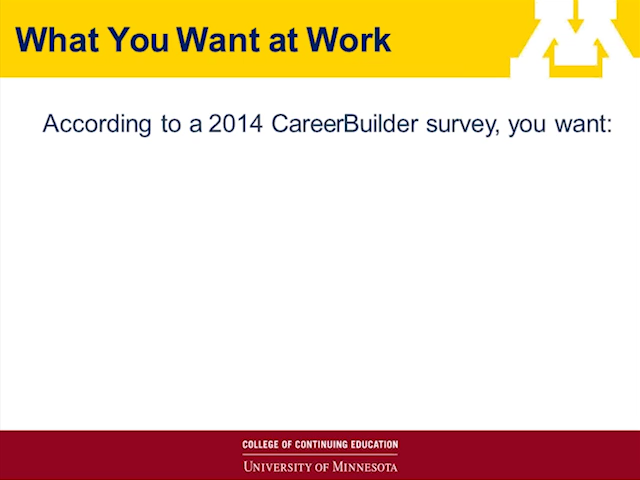 What You Want at Work
According to a 2014 CareerBuilder survey, you want:
COLLEGE OF CONTINUING EDUCATION
UNIVERSITY OF MINNESOTA